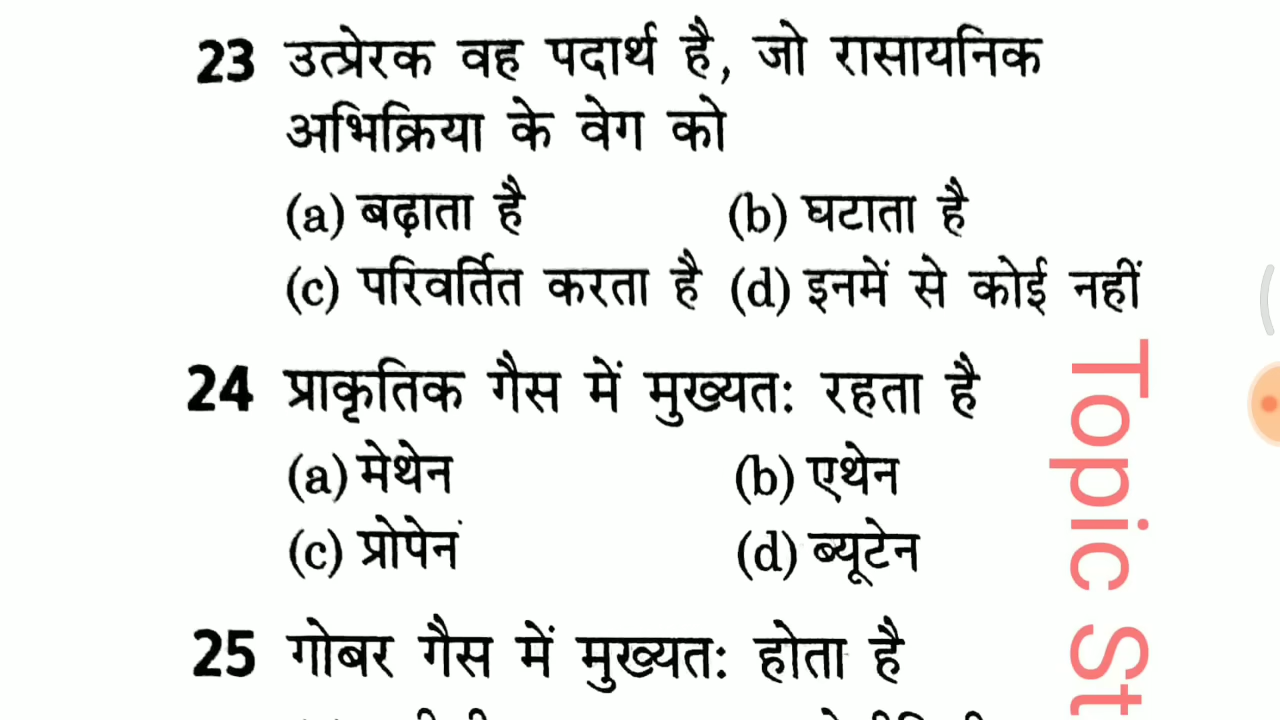 23 उत्प्रेरक वह पदार्थ है, जो रासायनिक
अभिक्रिया के वेग को
(a) बढ़ाता है (b) घटाता है
(c) परिवर्तित करता है (d) इनमें से कोई नहीं
24 प्राकृतिक गैस में मुख्यत: रहता है
(a) मेथेन (b) एथेन
(c) प्रोपेन (d) ब्यूटेन
25 गोबर गैस में मुख्यत: होता है
Topic St